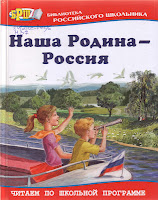 БИБЛИОТЕКА
РОССИЙСКОГО ШКОЛЬНИКА
Наша Родина—
Россия
ЧИТАЕМ ПО ШКОЛЬНОЙ ПРОГРАММЕ